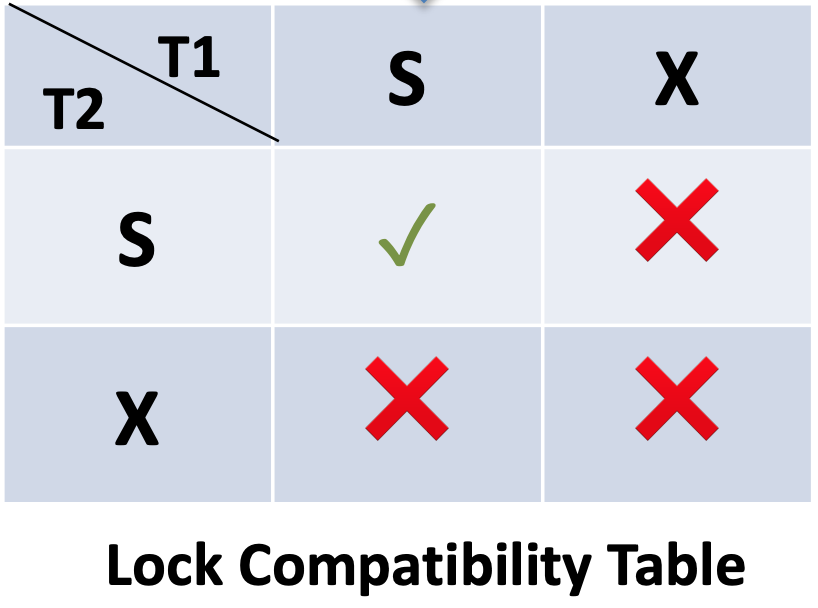 T1
T2
S X
S ✓ ❌
X ❌ ❌
Lock Compatibility Table